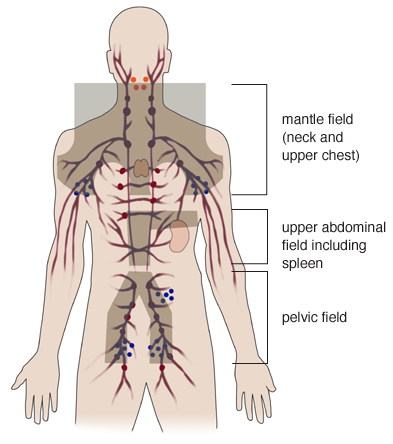 mantle field
(neck and
upper chest)
upper abdominal
field including
spleen
pelvic field